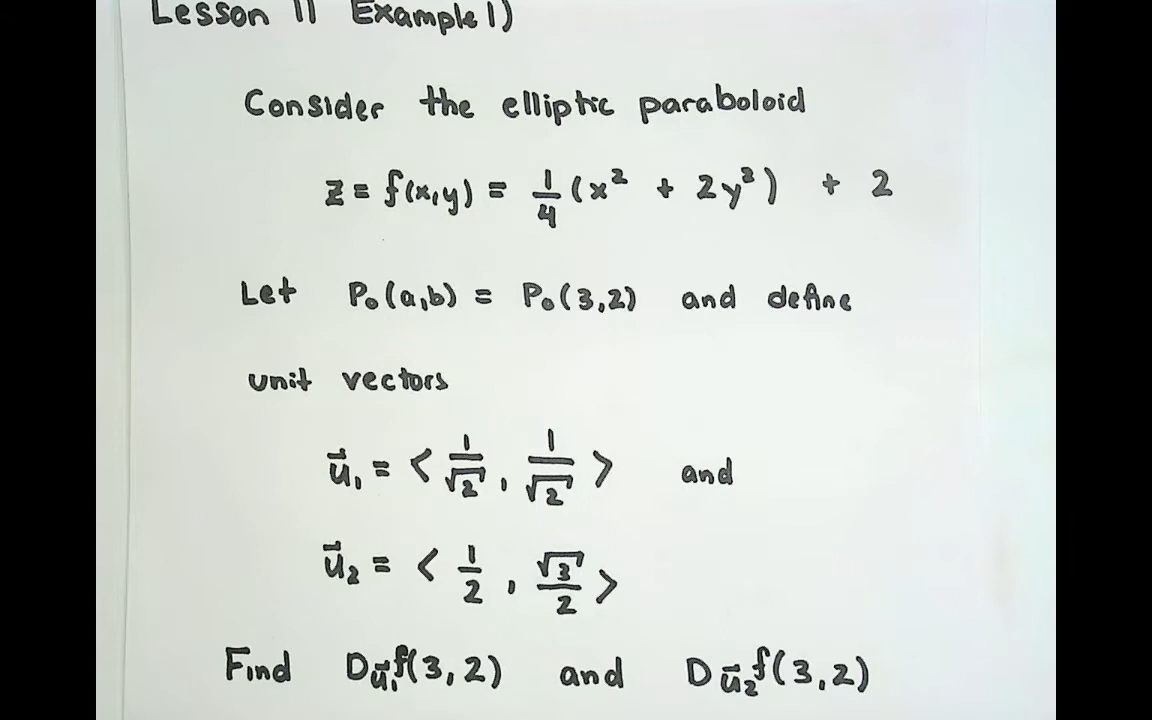 Lesson 11 Example 1)
Consider the elliptic paraboloid
z = f(x,y) = 1/4 (x² + 2y²) + 2
Let P₀(a,b) = P₀(3,2) and define
unit vectors
u⃗₁ = < 1/√2 , 1/√2 > and
u⃗₂ = < 1/2 , √3/2 >
Find D_u⃗₁ f(3,2) and D_u⃗₂ f(3,2)